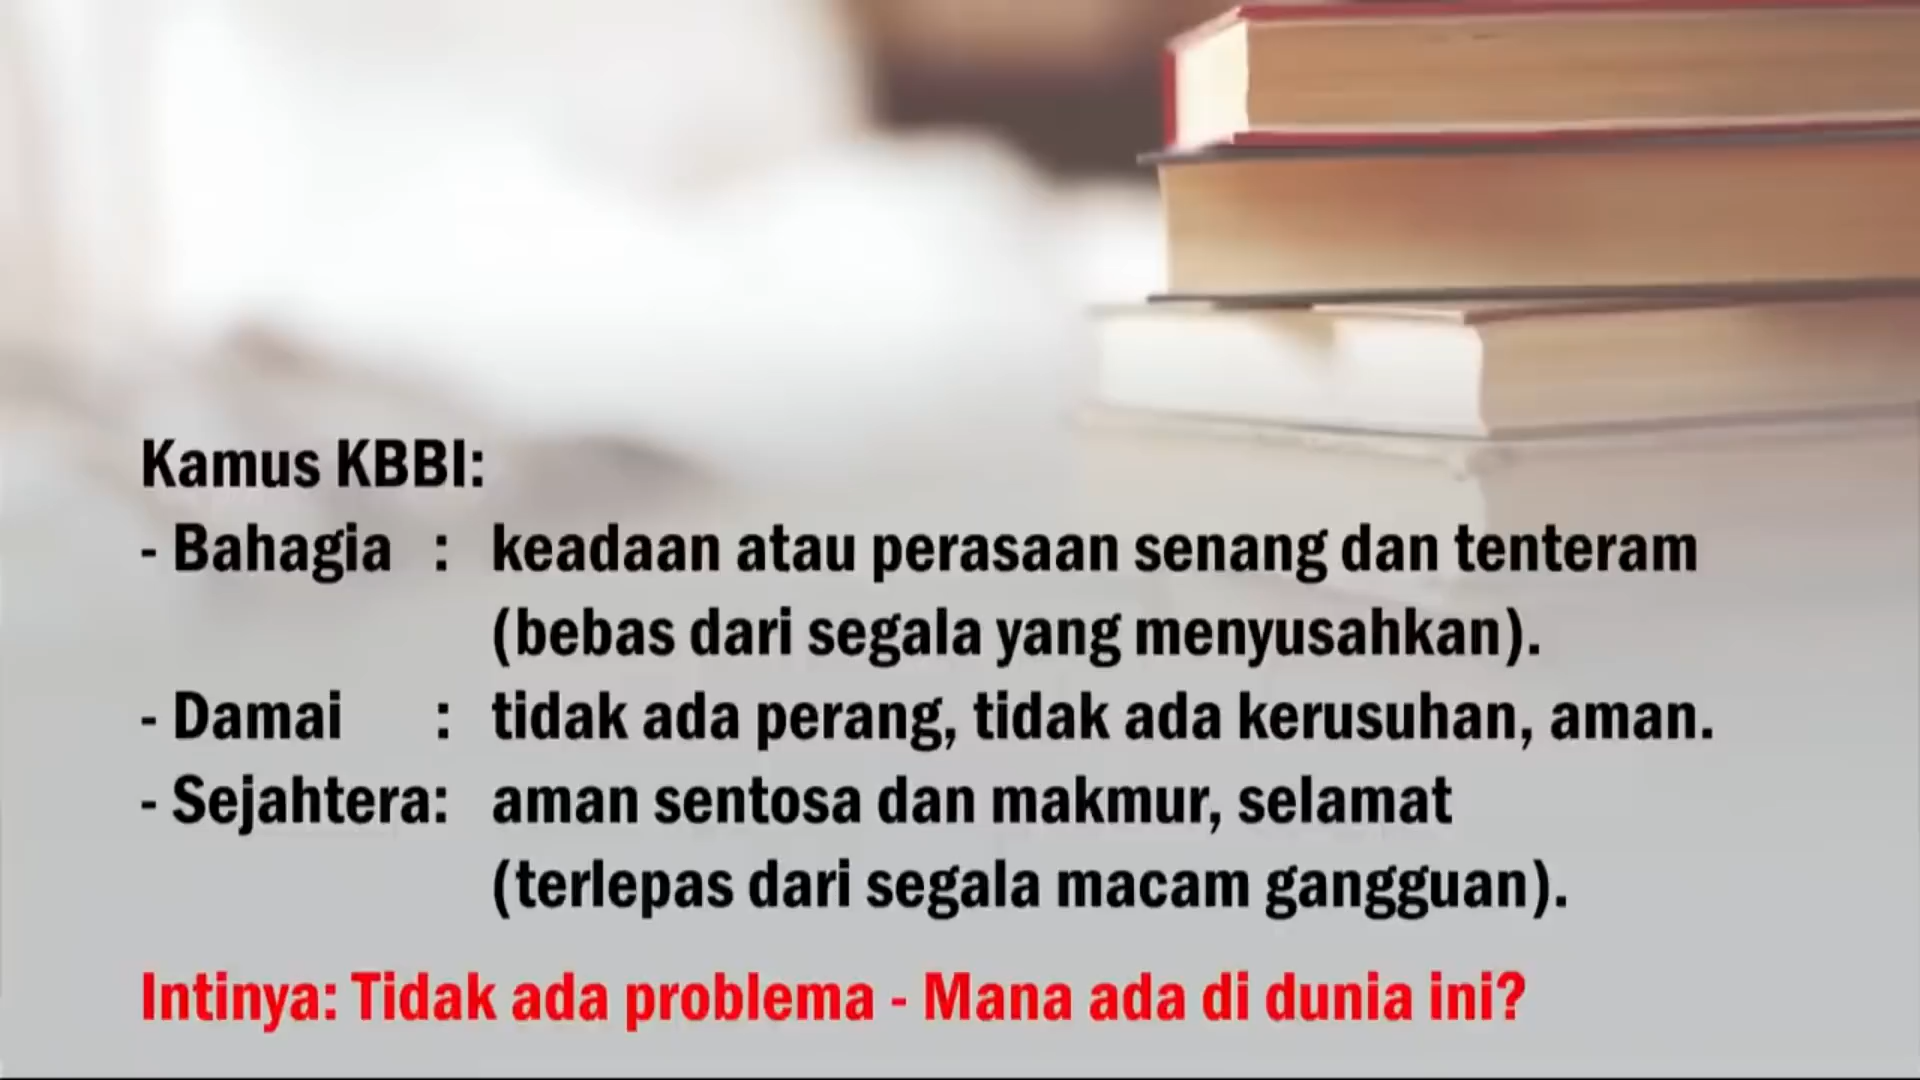 Kamus KBBI:
- Bahagia : keadaan atau perasaan senang dan tenteram
(bebas dari segala yang menyusahkan).
- Damai : tidak ada perang, tidak ada kerusuhan, aman.
- Sejahtera: aman sentosa dan makmur, selamat
(terlepas dari segala macam gangguan).
Intinya: Tidak ada problema - Mana ada di dunia ini?